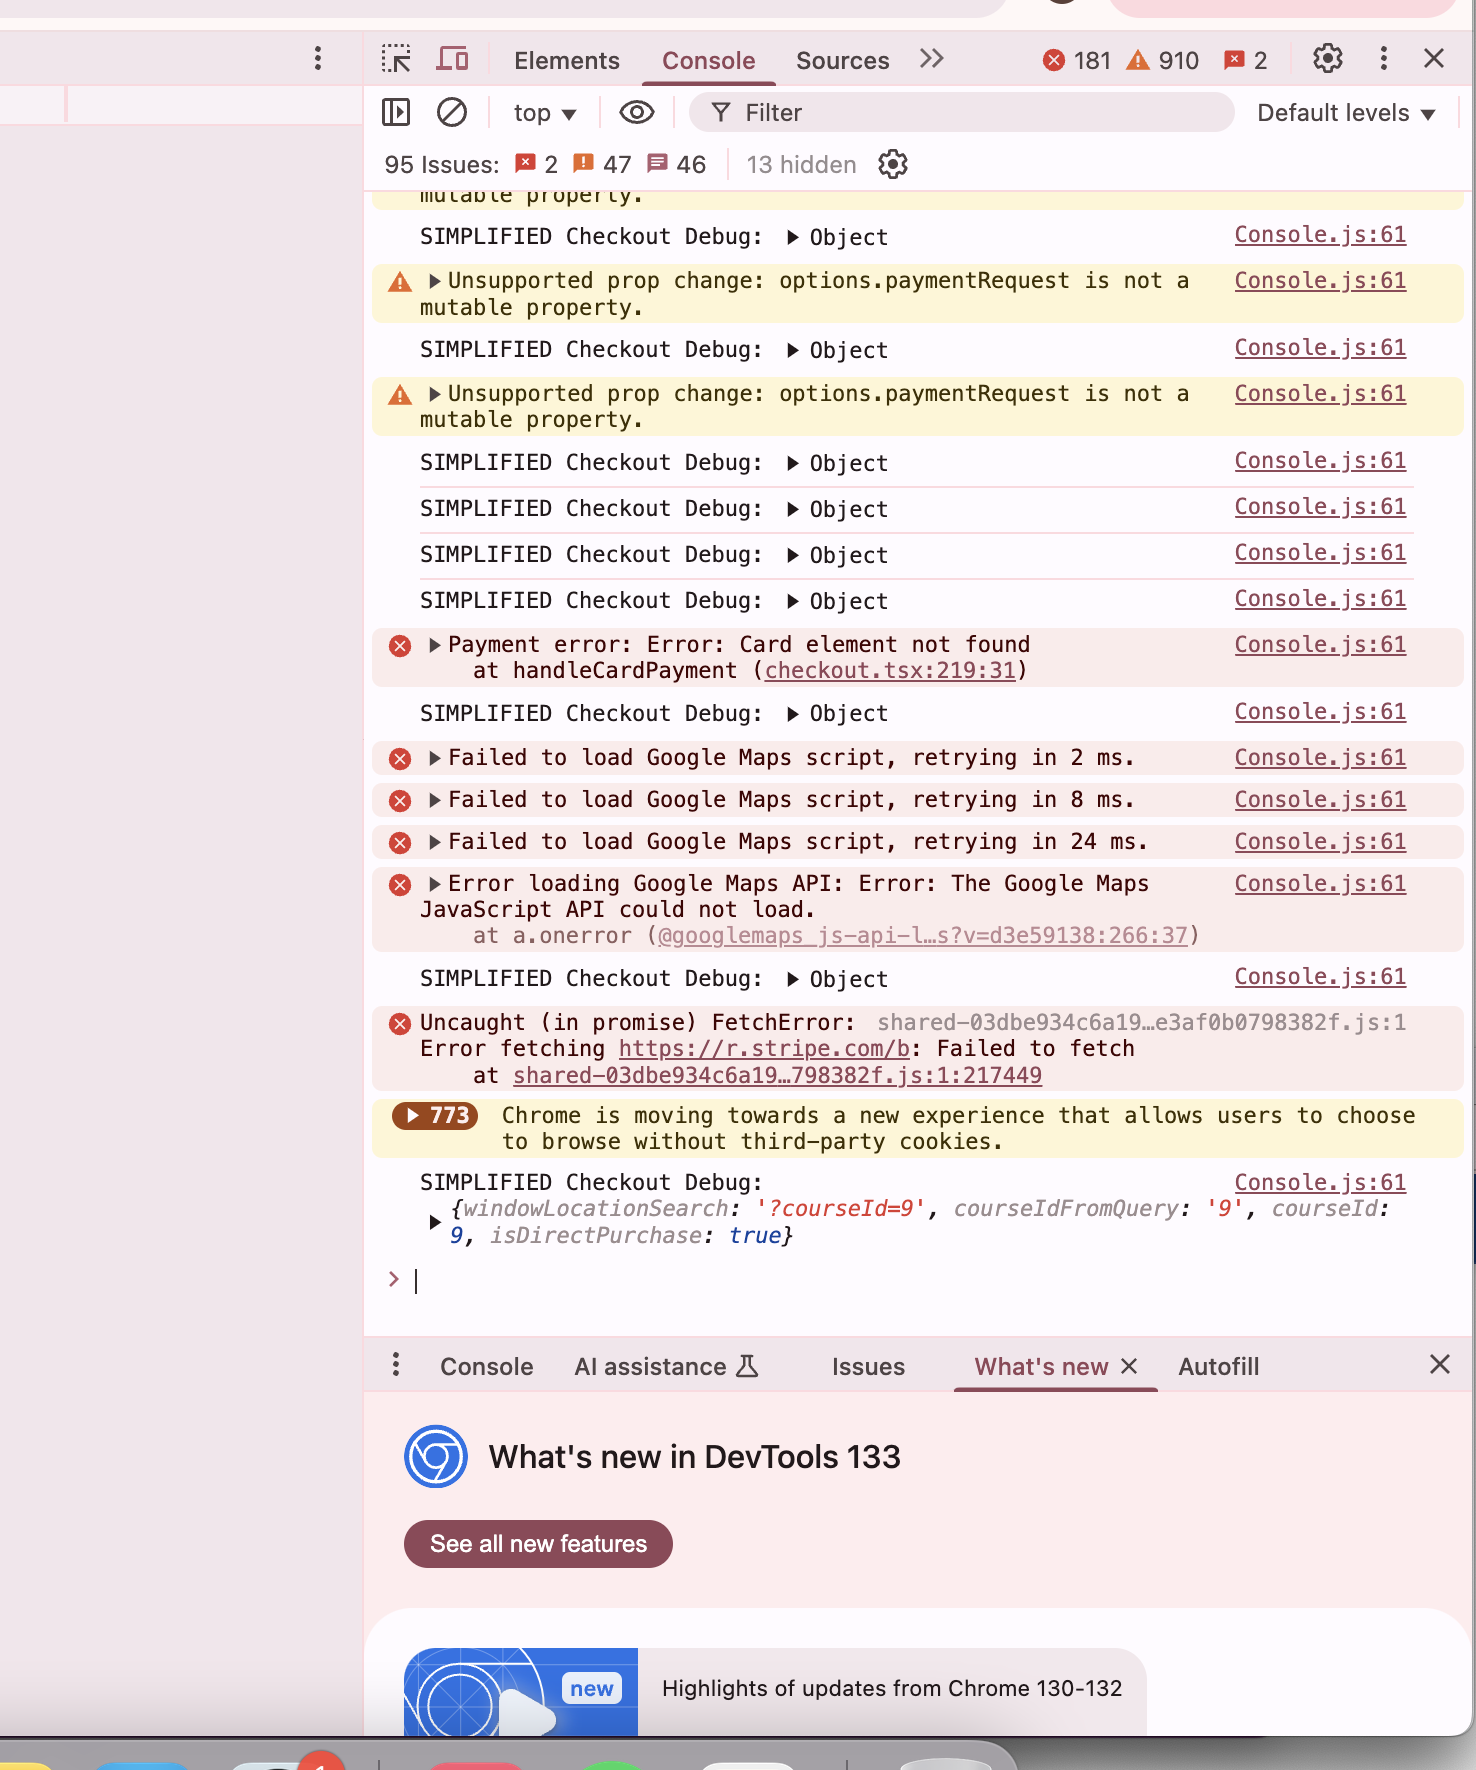 Elements Console Sources 181 910 2
top Filter Default levels
95 Issues: 2 47 46 13 hidden
mutable property.
SIMPLIFIED Checkout Debug: Object Console.js:61
Unsupported prop change: options.paymentRequest is not a Console.js:61
mutable property.
SIMPLIFIED Checkout Debug: Object Console.js:61
Unsupported prop change: options.paymentRequest is not a Console.js:61
mutable property.
SIMPLIFIED Checkout Debug: Object Console.js:61
SIMPLIFIED Checkout Debug: Object Console.js:61
SIMPLIFIED Checkout Debug: Object Console.js:61
SIMPLIFIED Checkout Debug: Object Console.js:61
Payment error: Error: Card element not found Console.js:61
at handleCardPayment (checkout.tsx:219:31)
SIMPLIFIED Checkout Debug: Object Console.js:61
Failed to load Google Maps script, retrying in 2 ms. Console.js:61
Failed to load Google Maps script, retrying in 8 ms. Console.js:61
Failed to load Google Maps script, retrying in 24 ms. Console.js:61
Error loading Google Maps API: Error: The Google Maps Console.js:61
JavaScript API could not load.
at a.onerror (@googlemaps_js-api-l…s?v=d3e59138:266:37)
SIMPLIFIED Checkout Debug: Object Console.js:61
Uncaught (in promise) FetchError: shared-03dbe934c6a19…e3af0b0798382f.js:1
Error fetching https://r.stripe.com/b: Failed to fetch
at shared-03dbe934c6a19…798382f.js:1:217449
773 Chrome is moving towards a new experience that allows users to choose
to browse without third-party cookies.
SIMPLIFIED Checkout Debug: Console.js:61
{windowLocationSearch: '?courseId=9', courseIdFromQuery: '9', courseId:
9, isDirectPurchase: true}
>
Console AI assistance Issues What's new Autofill
What's new in DevTools 133
See all new features
new Highlights of updates from Chrome 130-132